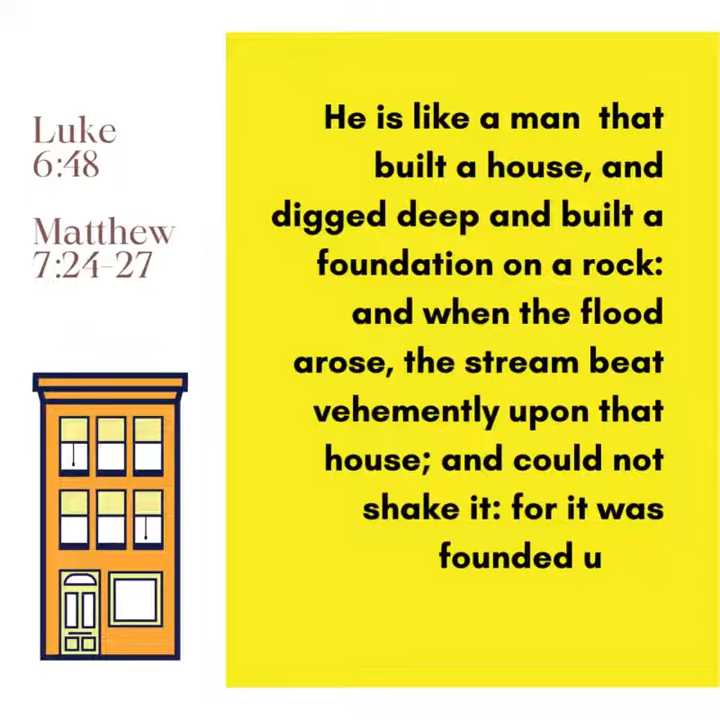 Luke
6:48
Matthew
7:24-27
He is like a man that
built a house, and
digged deep and built a
foundation on a rock:
and when the flood
arose, the stream beat
vehemently upon that
house; and could not
shake it: for it was
founded u